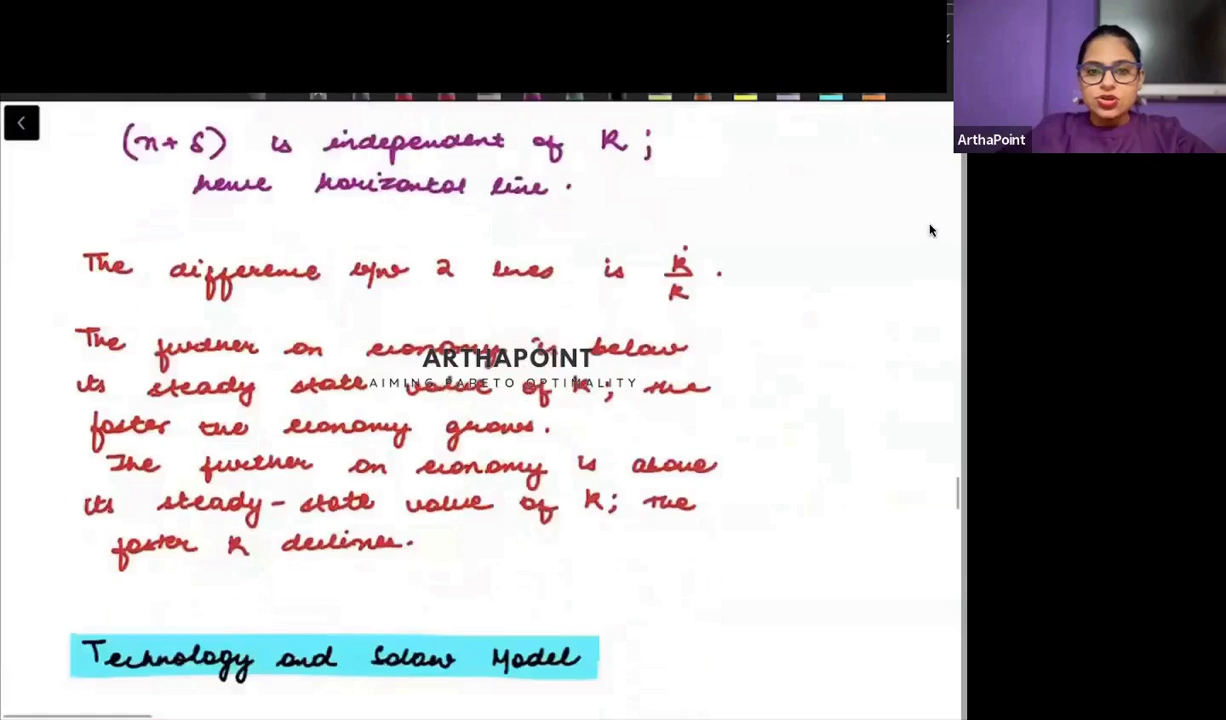 ArthaPoint
(n + δ) is independent of k ;
hence horizontal line .
The difference b/w 2 lines is k̇/k .
The further an economy is below
its steady state value of k ; the
faster the economy grows .
The further an economy is above
its steady - state value of k ; the
faster k declines .
ARTHAPOINT
AIMING PARETO OPTIMALITY
Technology and Solow Model